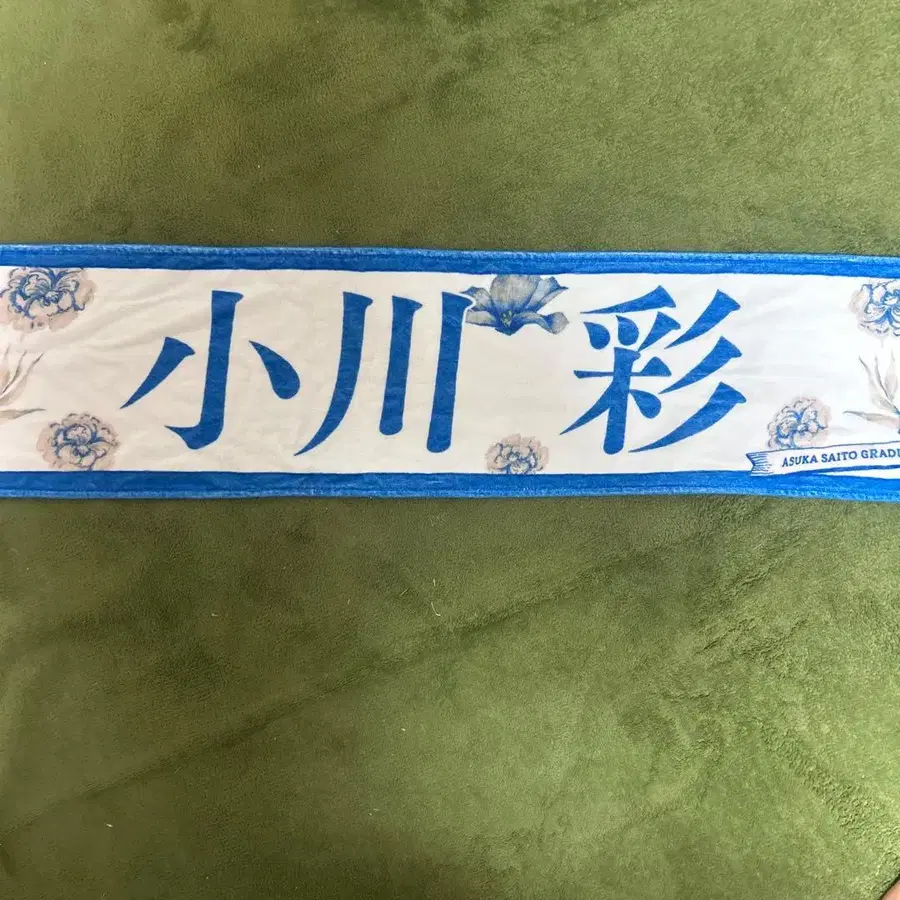 小川 彩
ASUKA SAITO GRADU